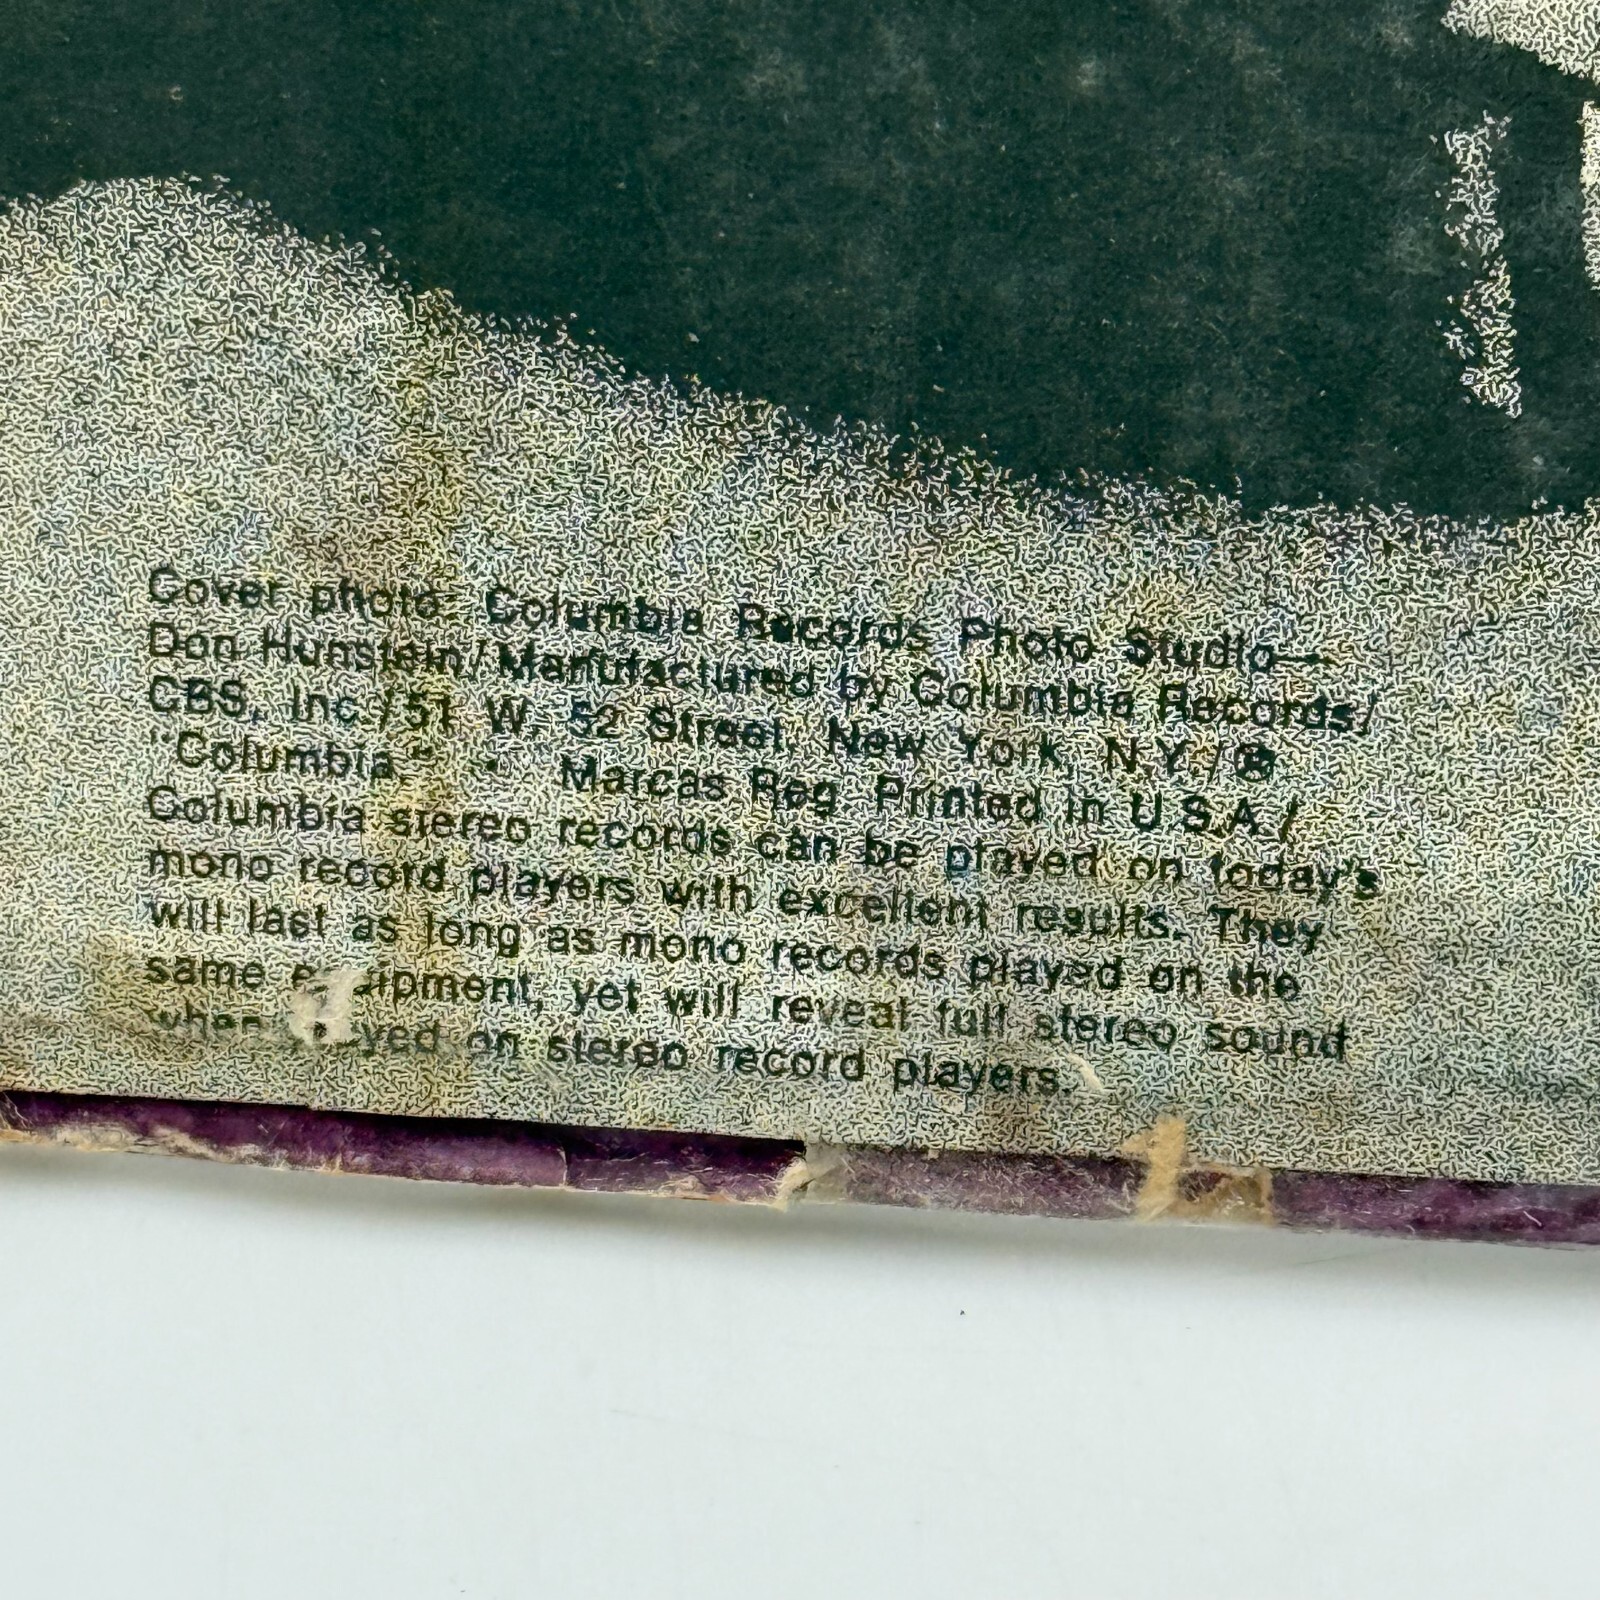 Cover photo: Columbia Records Photo Studio—
Don Hunstein/Manufactured by Columbia Records/
CBS, Inc./51 W. 52 Street, New York, N.Y./®
"Columbia" Marcas Reg. Printed in U.S.A./
Columbia stereo records can be played on today's
mono record players with excellent results. They
will last as long as mono records played on the
same equipment, yet will reveal full stereo sound
when played on stereo record players.